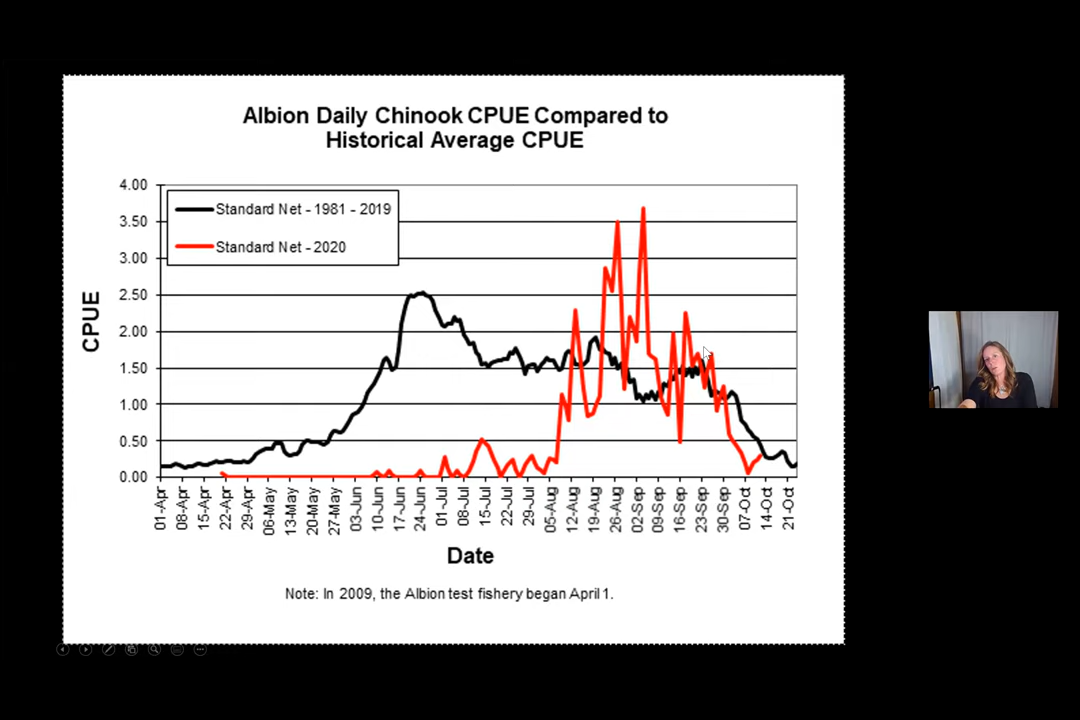 Albion Daily Chinook CPUE Compared to
Historical Average CPUE
CPUE
4.00
3.50
3.00
2.50
2.00
1.50
1.00
0.50
0.00
Standard Net - 1981 - 2019
Standard Net - 2020
01-Apr
08-Apr
15-Apr
22-Apr
29-Apr
06-May
13-May
20-May
27-May
03-Jun
10-Jun
17-Jun
24-Jun
01-Jul
08-Jul
15-Jul
22-Jul
29-Jul
05-Aug
12-Aug
19-Aug
26-Aug
02-Sep
09-Sep
16-Sep
23-Sep
30-Sep
07-Oct
14-Oct
21-Oct
Date
Note: In 2009, the Albion test fishery began April 1.